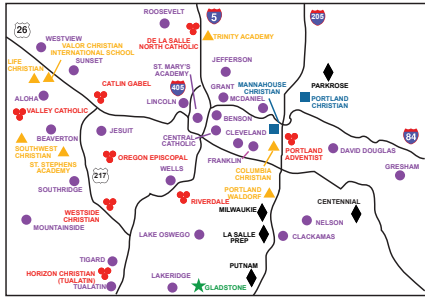 ROOSEVELT
5
205
26
WESTVIEW
DE LA SALLE
NORTH CATHOLIC
TRINITY ACADEMY
VALOR CHRISTIAN
INTERNATIONAL SCHOOL
LIFE
CHRISTIAN
SUNSET
ST. MARY'S
ACADEMY
JEFFERSON
CATLIN GABEL
405
GRANT
MANNAHOUSE
CHRISTIAN
PARKROSE
ALOHA
LINCOLN
MCDANIEL
PORTLAND
CHRISTIAN
VALLEY CATHOLIC
BENSON
BEAVERTON
JESUIT
CENTRAL
CATHOLIC
CLEVELAND
84
SOUTHWEST
CHRISTIAN
OREGON EPISCOPAL
FRANKLIN
PORTLAND
ADVENTIST
DAVID DOUGLAS
ST. STEPHENS
ACADEMY
217
WELLS
COLUMBIA
CHRISTIAN
GRESHAM
SOUTHRIDGE
PORTLAND
WALDORF
RIVERDALE
WESTSIDE
CHRISTIAN
MILWAUKIE
CENTENNIAL
MOUNTAINSIDE
NELSON
LAKE OSWEGO
LA SALLE
PREP
CLACKAMAS
TIGARD
HORIZON CHRISTIAN
(TUALATIN)
PUTNAM
LAKERIDGE
TUALATIN
GLADSTONE